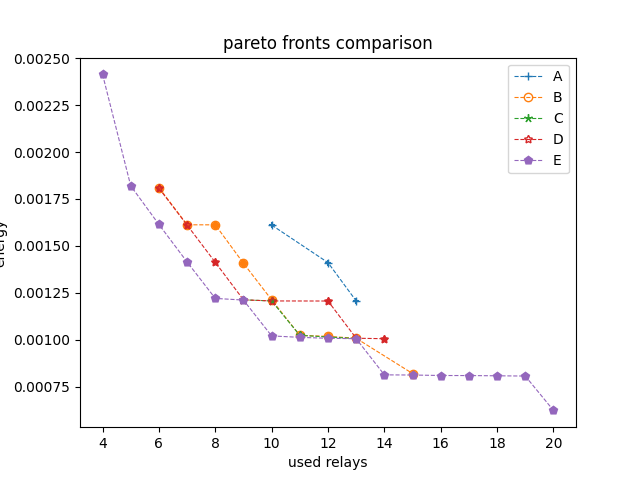 pareto fronts comparison
0.00250
0.00225
0.00200
0.00175
0.00150
0.00125
0.00100
0.00075
energy
A
B
C
D
E
4 6 8 10 12 14 16 18 20
used relays